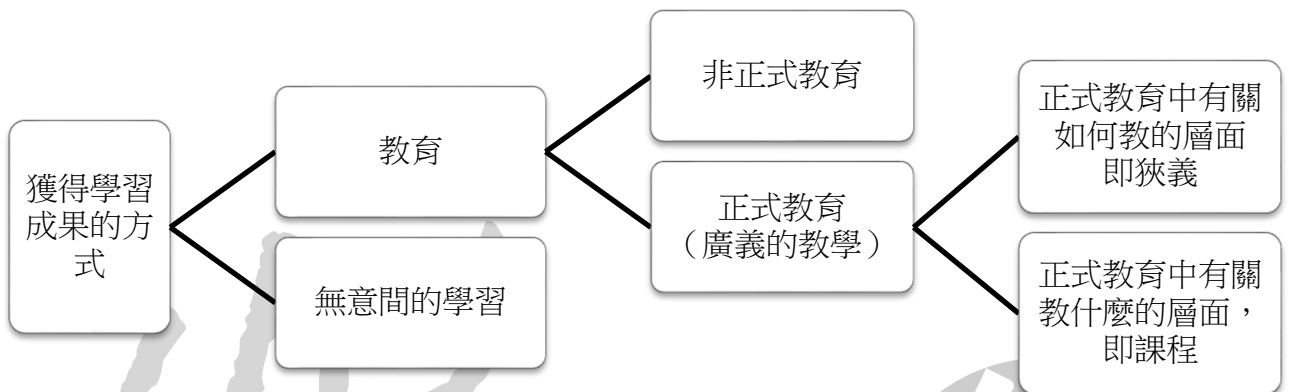 獲得學習
成果的方
式
教育
無意間的學習
非正式教育
正式教育
（廣義的教學）
正式教育中有關
如何教的層面
即狹義
正式教育中有關
教什麼的層面，
即課程